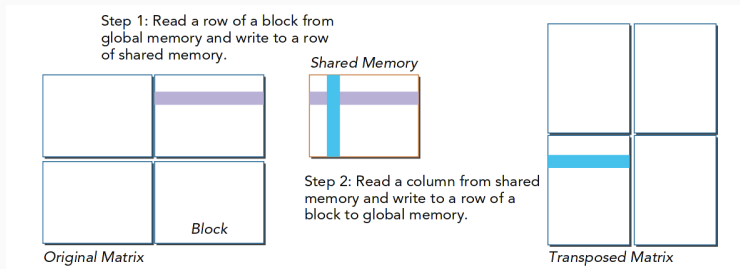 Step 1: Read a row of a block from
global memory and write to a row
of shared memory.
Shared Memory
Step 2: Read a column from shared
memory and write to a row of a
block to global memory.
Block
Original Matrix
Transposed Matrix